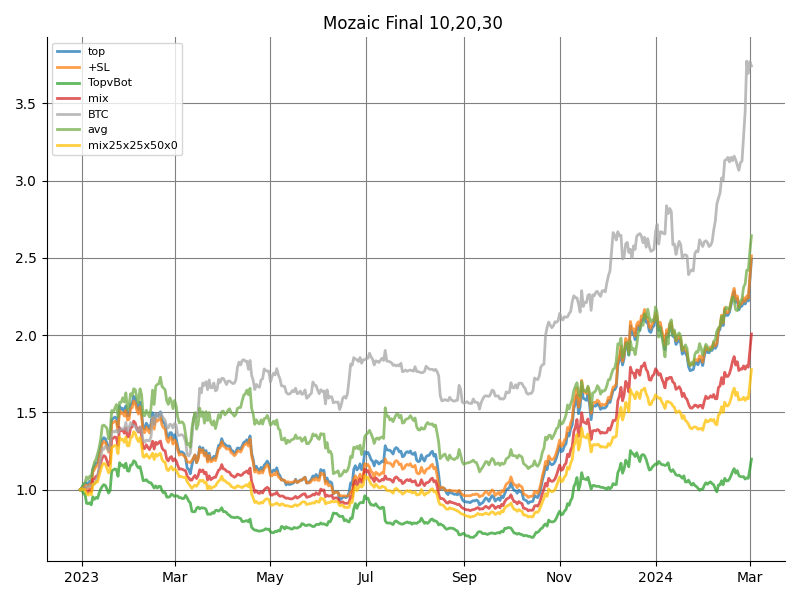 Mozaic Final 10,20,30
top
+SL
TopvBot
mix
BTC
avg
mix25x25x50x0
3.5
3.0
2.5
2.0
1.5
1.0
2023 Mar May Jul Sep Nov 2024 Mar